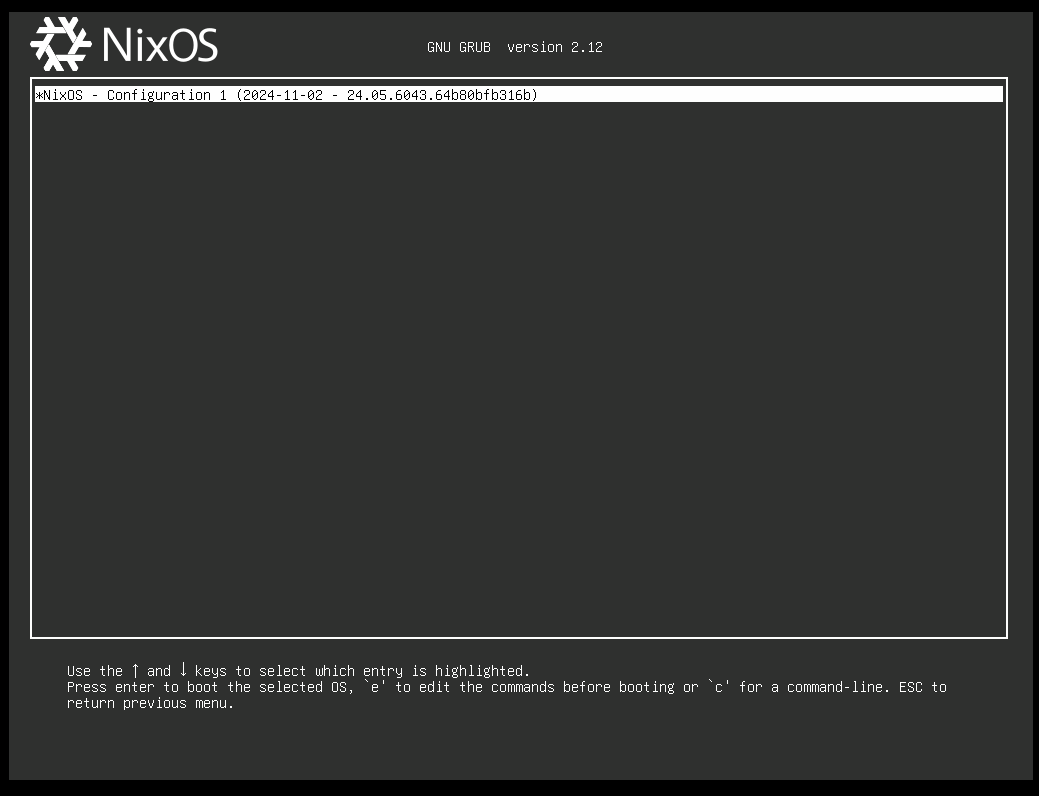 NixOS
GNU GRUB  version 2.12
*NixOS - Configuration 1 (2024-11-02 - 24.05.6043.64b80bfb316b)
Use the ↑ and ↓ keys to select which entry is highlighted.
Press enter to boot the selected OS, `e' to edit the commands before booting or `c' for a command-line. ESC to
return previous menu.